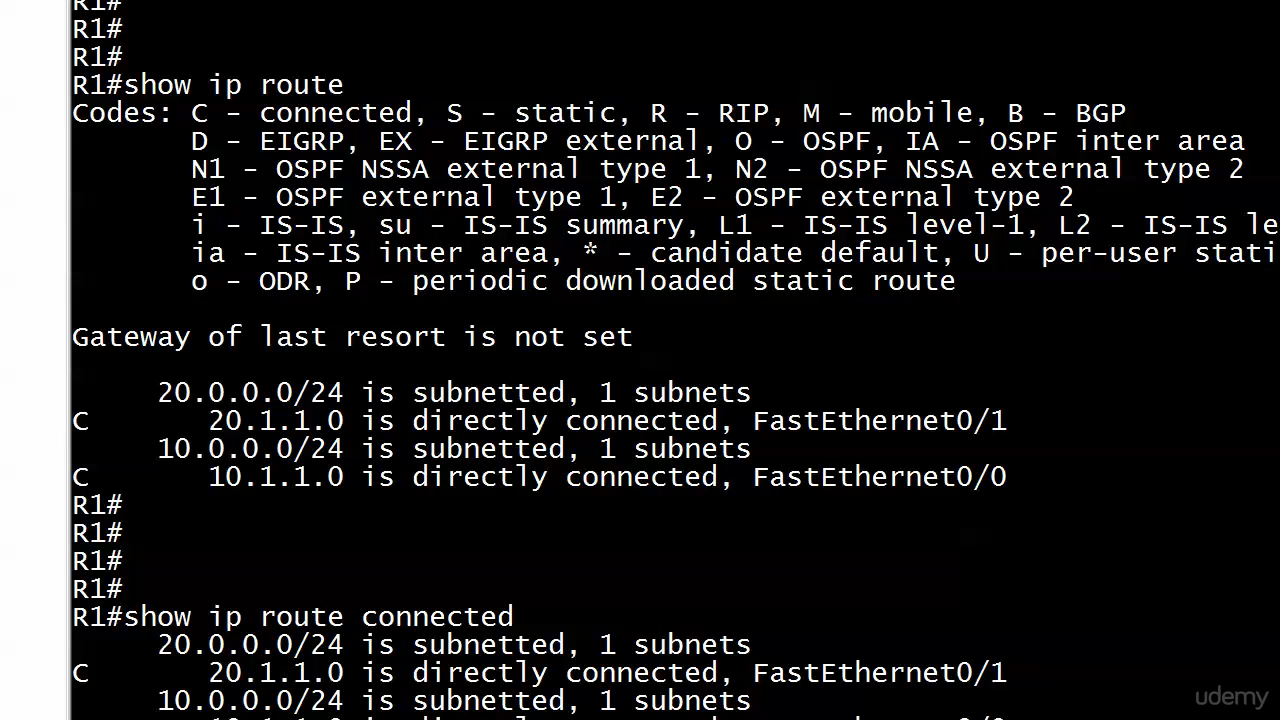 R1#
R1#
R1#
R1#show ip route
Codes: C - connected, S - static, R - RIP, M - mobile, B - BGP
D - EIGRP, EX - EIGRP external, O - OSPF, IA - OSPF inter area
N1 - OSPF NSSA external type 1, N2 - OSPF NSSA external type 2
E1 - OSPF external type 1, E2 - OSPF external type 2
i - IS-IS, su - IS-IS summary, L1 - IS-IS level-1, L2 - IS-IS le
ia - IS-IS inter area, * - candidate default, U - per-user stati
o - ODR, P - periodic downloaded static route
Gateway of last resort is not set
20.0.0.0/24 is subnetted, 1 subnets
C 20.1.1.0 is directly connected, FastEthernet0/1
10.0.0.0/24 is subnetted, 1 subnets
C 10.1.1.0 is directly connected, FastEthernet0/0
R1#
R1#
R1#
R1#
R1#show ip route connected
20.0.0.0/24 is subnetted, 1 subnets
C 20.1.1.0 is directly connected, FastEthernet0/1
10.0.0.0/24 is subnetted, 1 subnets
udemy